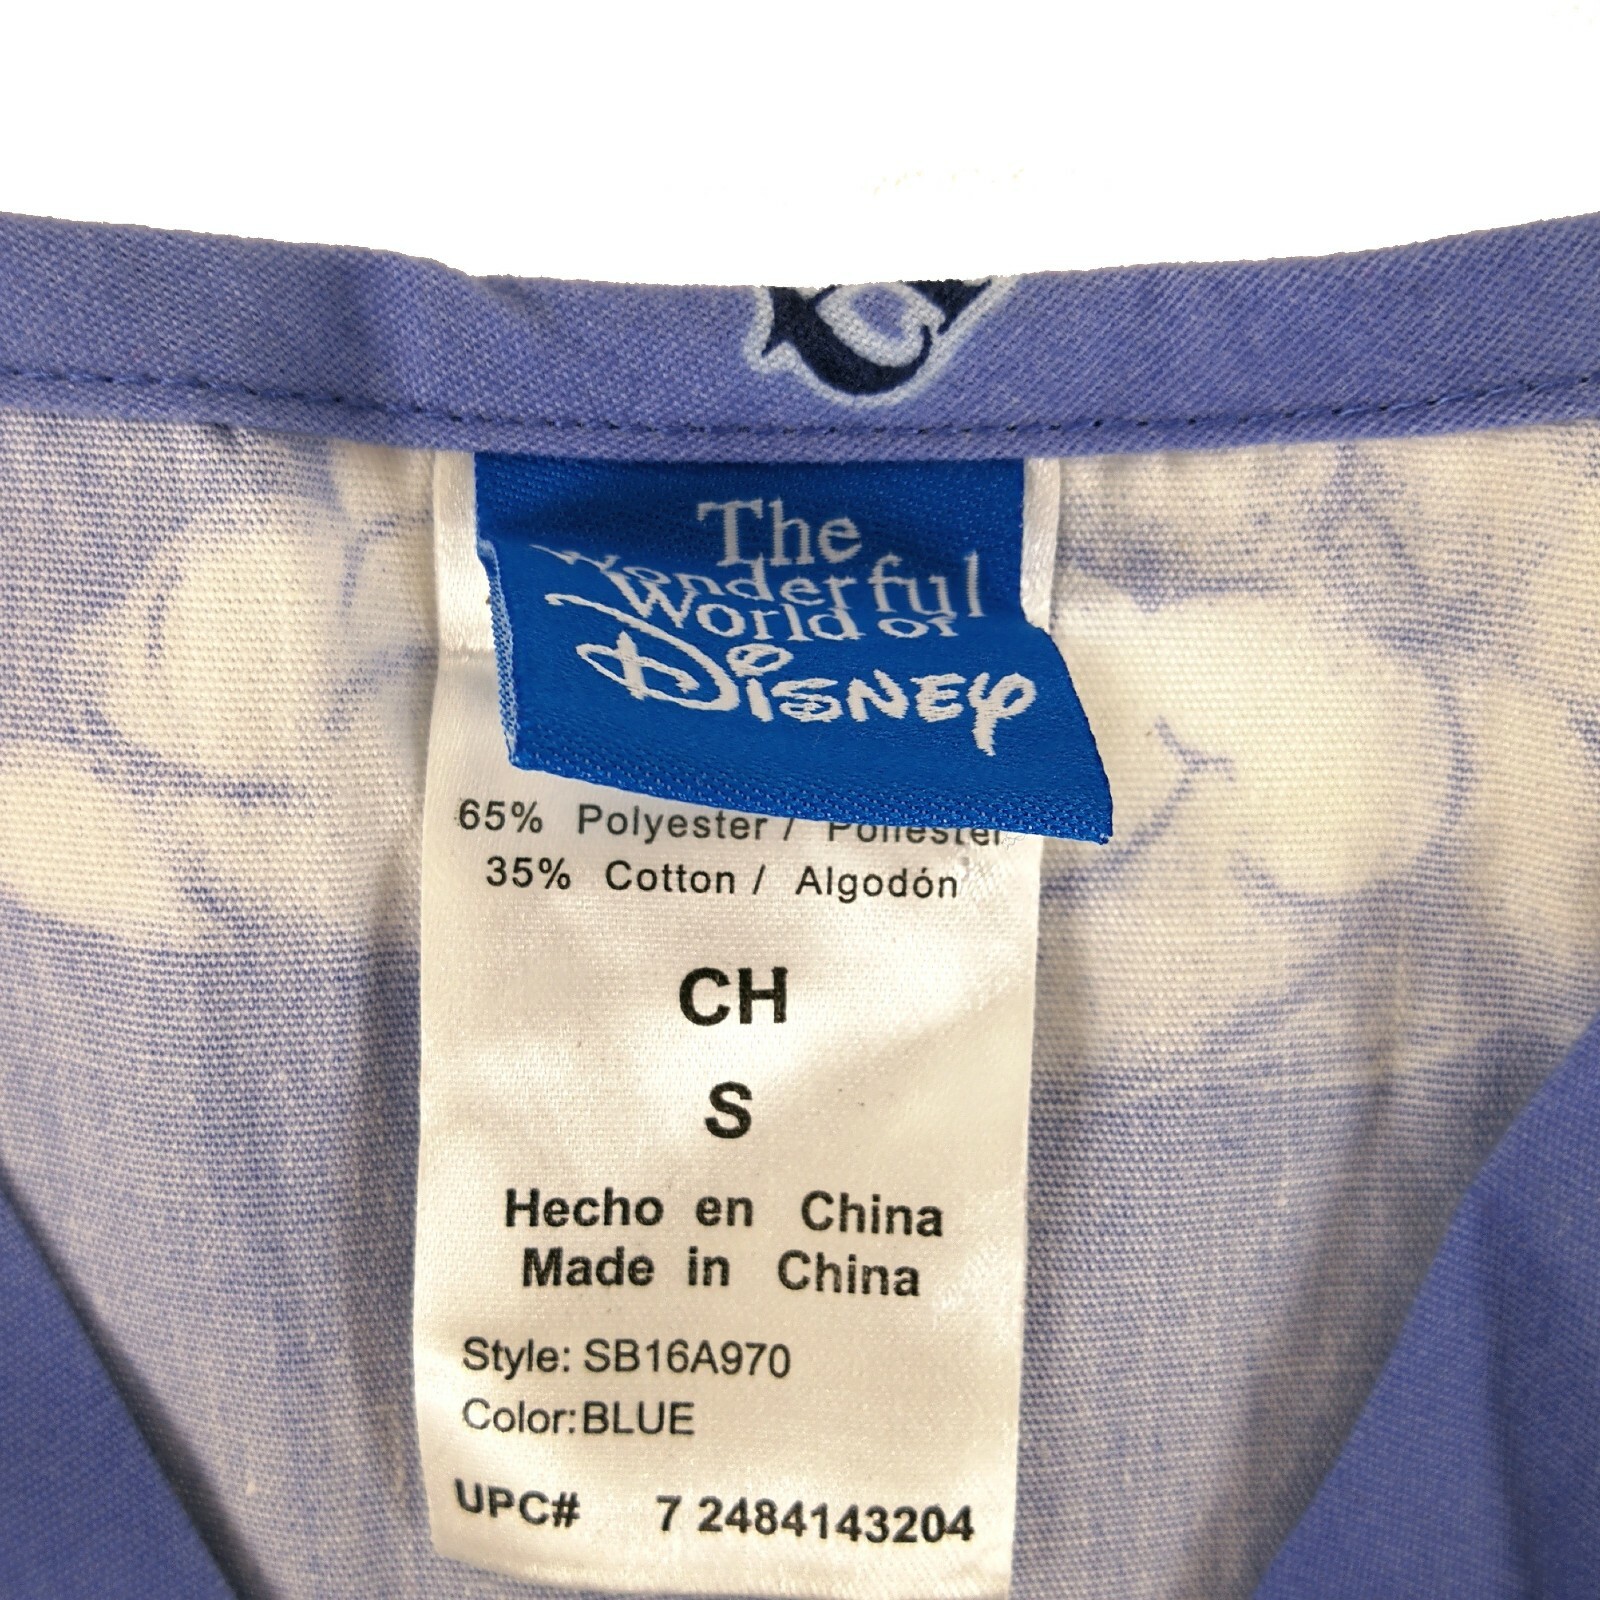 The
Wonderful
World of
Disney
65% Polyester / Poliester
35% Cotton / Algodón
CH
S
Hecho en China
Made in China
Style: SB16A970
Color:BLUE
UPC# 7 2484143204